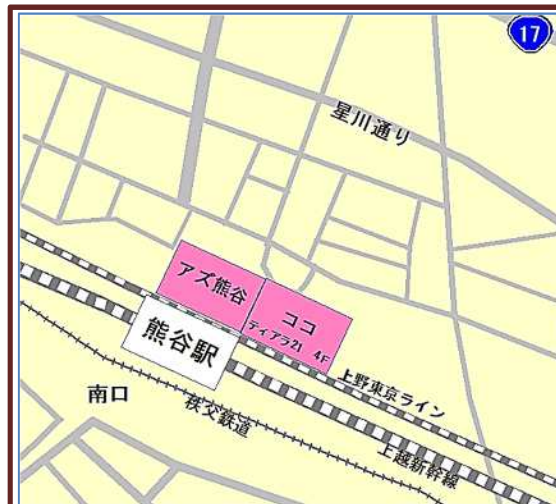 17
星川通り
アズ熊谷
ココ
ティアラ21 4F
熊谷駅
上野東京ライン
南口
秩父鉄道
上越新幹線